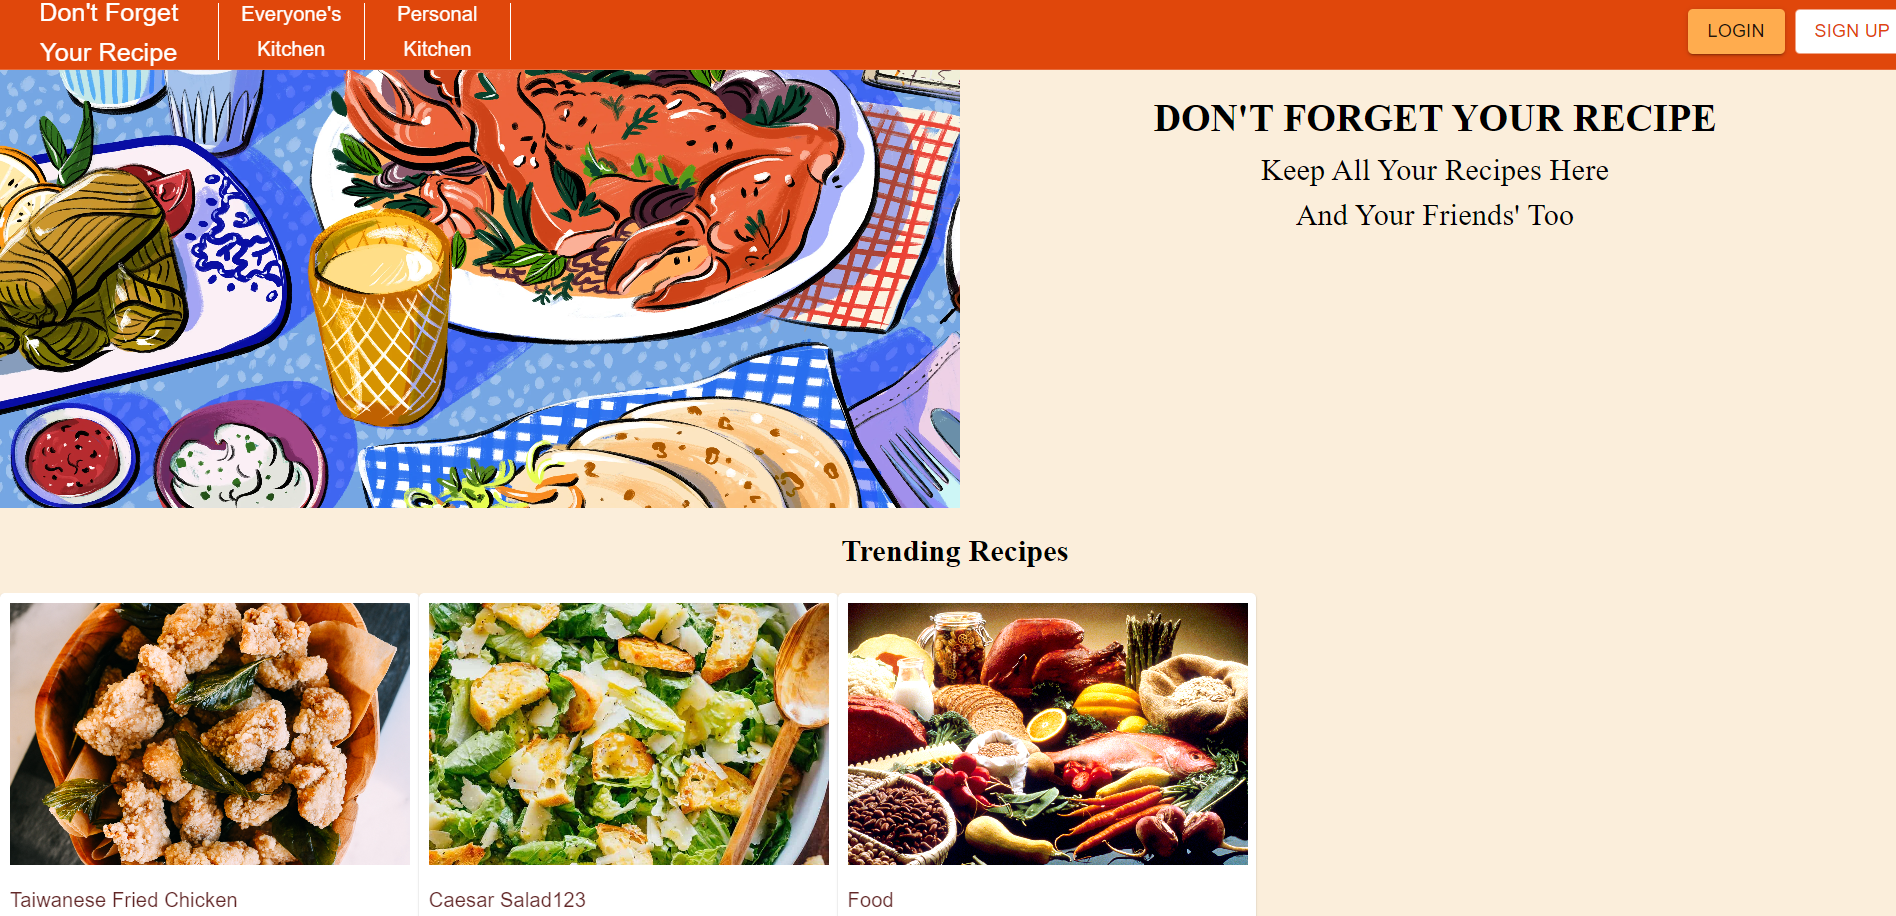 Don't Forget
Your Recipe
Everyone's
Kitchen
Personal
Kitchen
LOGIN
SIGN UP
DON'T FORGET YOUR RECIPE
Keep All Your Recipes Here
And Your Friends' Too
Trending Recipes
Taiwanese Fried Chicken
Caesar Salad123
Food